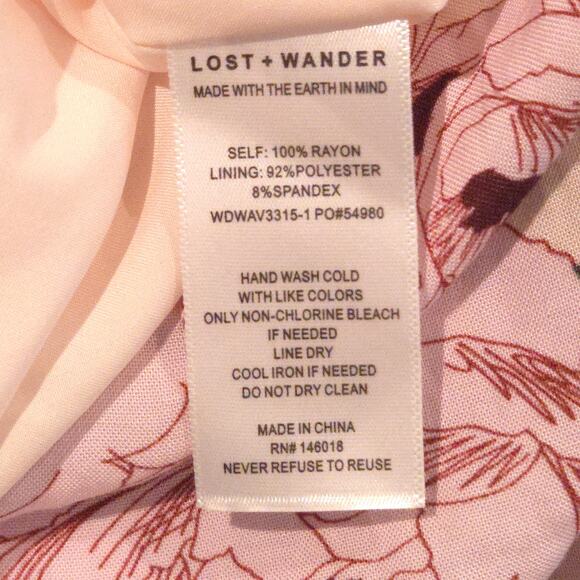 LOST + WANDER
MADE WITH THE EARTH IN MIND
SELF: 100% RAYON
LINING: 92%POLYESTER
8%SPANDEX
WDWAV3315-1 PO#54980
HAND WASH COLD
WITH LIKE COLORS
ONLY NON-CHLORINE BLEACH
IF NEEDED
LINE DRY
COOL IRON IF NEEDED
DO NOT DRY CLEAN
MADE IN CHINA
RN# 146018
NEVER REFUSE TO REUSE